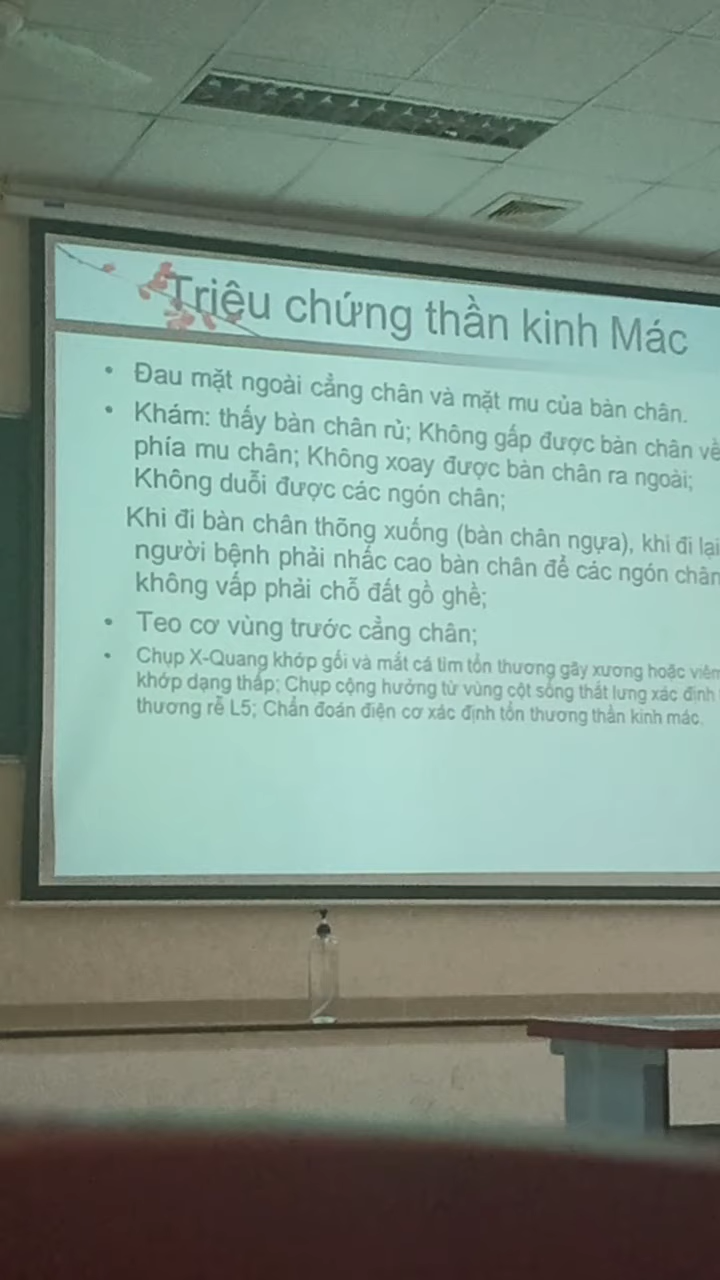 Triệu chứng thần kinh Mác
• Đau mặt ngoài cẳng chân và mặt mu của bàn chân.
• Khám: thấy bàn chân rủ; Không gấp được bàn chân về
phía mu chân; Không xoay được bàn chân ra ngoài;
Không duỗi được các ngón chân;
Khi đi bàn chân thõng xuống (bàn chân ngựa), khi đi lại
người bệnh phải nhấc cao bàn chân để các ngón chân
không vấp phải chỗ đất gồ ghề;
• Teo cơ vùng trước cẳng chân;
• Chụp X-Quang khớp gối và mắt cá tìm tổn thương gãy xương hoặc viêm
khớp dạng thấp; Chụp cộng hưởng từ vùng cột sống thắt lưng xác định
thương rễ L5; Chẩn đoán điện cơ xác định tổn thương thần kinh mác.